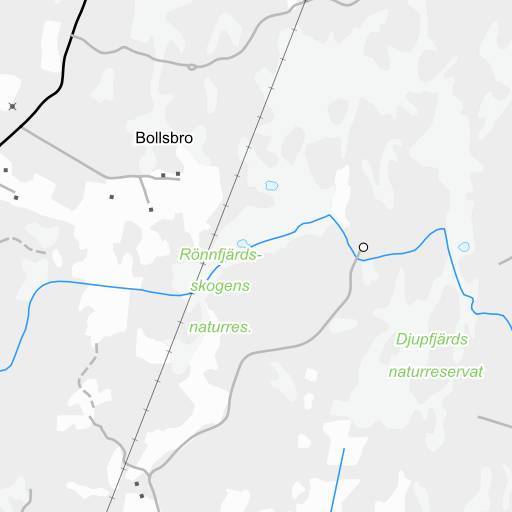 Bollsbro
Rönnfjärds-
skogens
naturres.
Djupfjärds
naturreservat